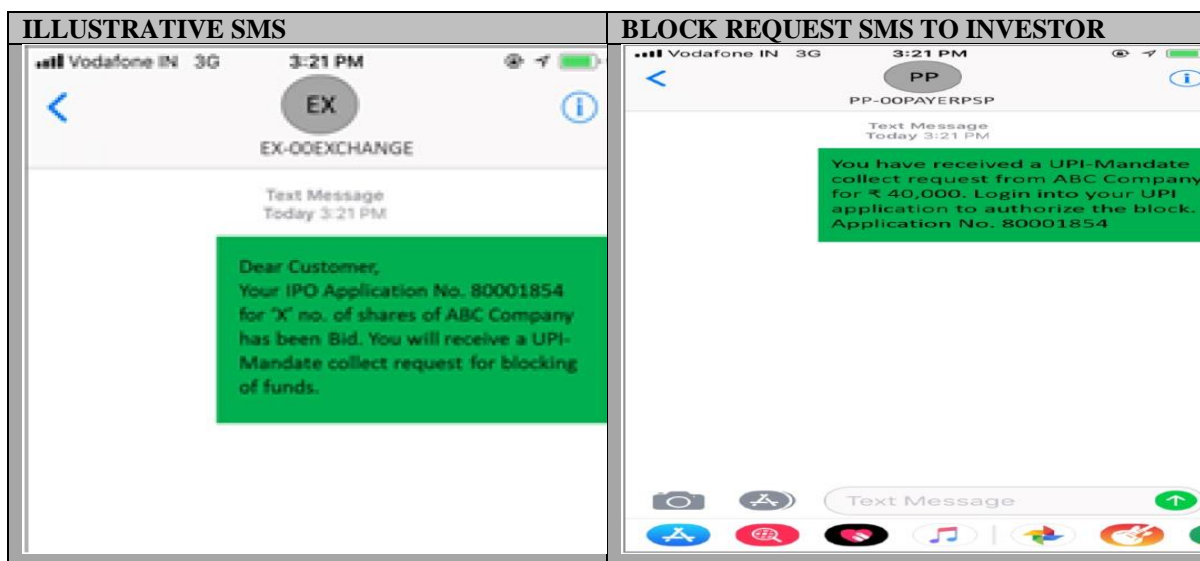 ILLUSTRATIVE SMS
Vodafone IN 3G 3:21 PM
EX
EX-00EXCHANGE
Text Message
Today 3:21 PM
Dear Customer,
Your IPO Application No. 80001854
for 'X' no. of shares of ABC Company
has been Bid. You will receive a UPI-
Mandate collect request for blocking
of funds.
BLOCK REQUEST SMS TO INVESTOR
Vodafone IN 3G 3:21 PM
PP
PP-00PAYERPSP
Text Message
Today 3:21 PM
You have received a UPI-Mandate
collect request from ABC Company
for ₹ 40,000. Login into your UPI
application to authorize the block.
Application No. 80001854
Text Message